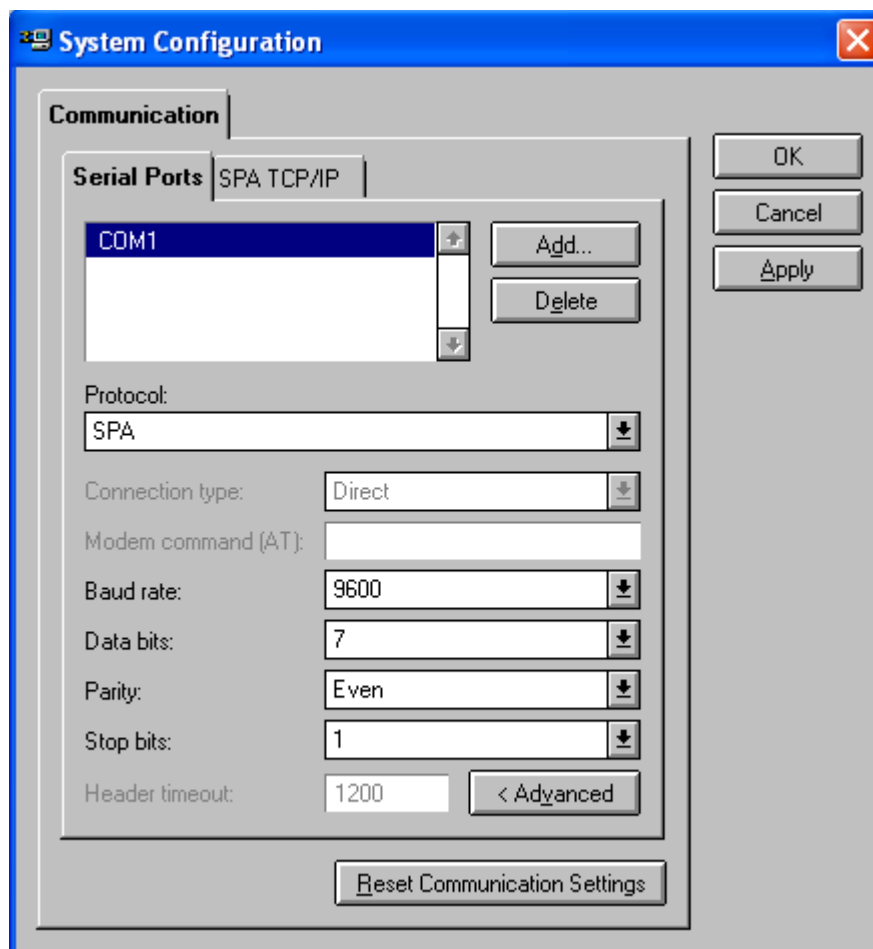 System Configuration
Communication
Serial Ports
SPA TCP/IP
COM1
Add...
Delete
Protocol:
SPA
Connection type:
Direct
Modem command (AT):
Baud rate:
9600
Data bits:
7
Parity:
Even
Stop bits:
1
Header timeout:
1200
< Advanced
Reset Communication Settings
OK
Cancel
Apply